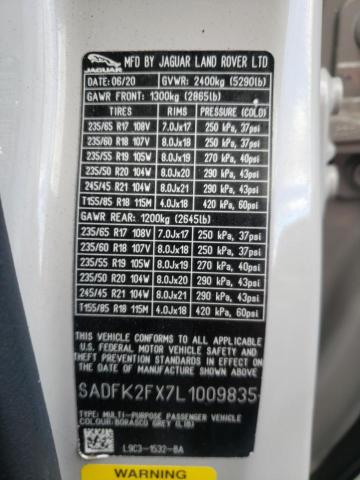 JAGUAR
MFD BY JAGUAR LAND ROVER LTD
DATE: 06/20 GVWR: 2400kg (5290lb)
GAWR FRONT: 1300kg (2865lb)
TIRES RIMS PRESSURE (COLD)
235/65 R17 108V 7.0Jx17 250 kPa, 37psi
235/60 R18 107V 8.0Jx18 250 kPa, 37psi
235/55 R19 105W 8.0Jx19 270 kPa, 40psi
235/50 R20 104W 8.0Jx20 290 kPa, 43psi
245/45 R21 104W 8.0Jx21 290 kPa, 43psi
T155/85 R18 115M 4.0Jx18 420 kPa, 60psi
GAWR REAR: 1200kg (2645lb)
235/65 R17 108V 7.0Jx17 250 kPa, 37psi
235/60 R18 107V 8.0Jx18 250 kPa, 37psi
235/55 R19 105W 8.0Jx19 270 kPa, 40psi
235/50 R20 104W 8.0Jx20 290 kPa, 43psi
245/45 R21 104W 8.0Jx21 290 kPa, 43psi
T155/85 R18 115M 4.0Jx18 420 kPa, 60psi
THIS VEHICLE CONFORMS TO ALL APPLICABLE
U.S. FEDERAL MOTOR VEHICLE SAFETY
STANDARDS IN EFFECT ON THE DATE OF
MANUFACTURE SHOWN ABOVE.
SADFK2FX7L1009835
TYPE: MULTI-PURPOSE PASSENGER VEHICLE
COLOUR:BORASCO GREY (LIB)
L9C3-1532-BA
WARNING